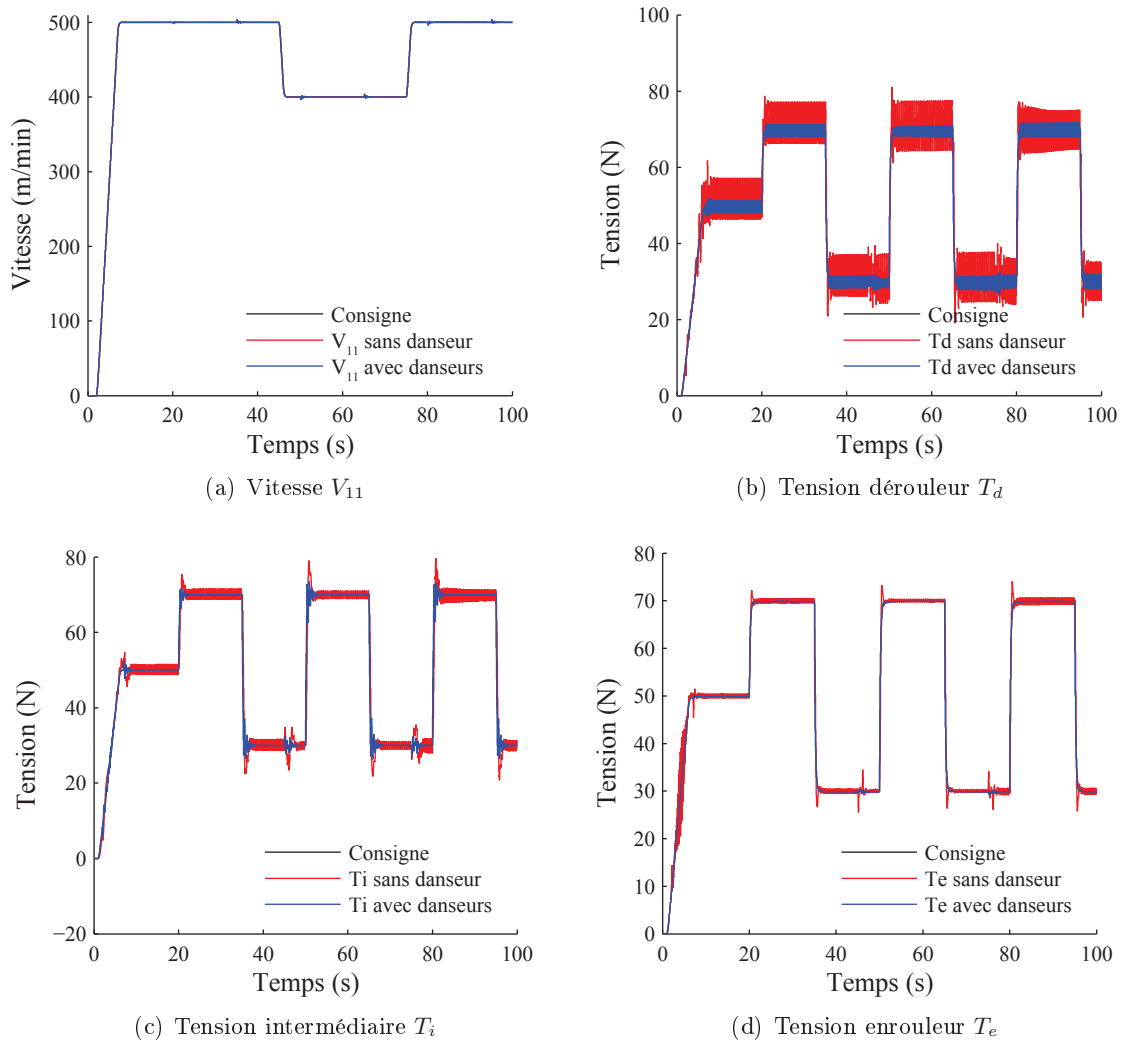 500
400
300
200
100
0
Vitesse (m/min)
0 20 40 60 80 100
Temps (s)
Consigne
V11 sans danseur
V11 avec danseurs
(a) Vitesse V11
100
80
60
40
20
0
Tension (N)
0 20 40 60 80 100
Temps (s)
Consigne
Td sans danseur
Td avec danseurs
(b) Tension dérouleur Td
80
60
40
20
0
−20
Tension (N)
0 20 40 60 80 100
Temps (s)
Consigne
Ti sans danseur
Ti avec danseurs
(c) Tension intermédiaire Ti
80
70
60
50
40
30
20
10
0
Tension (N)
0 20 40 60 80 100
Temps (s)
Consigne
Te sans danseur
Te avec danseurs
(d) Tension enrouleur Te